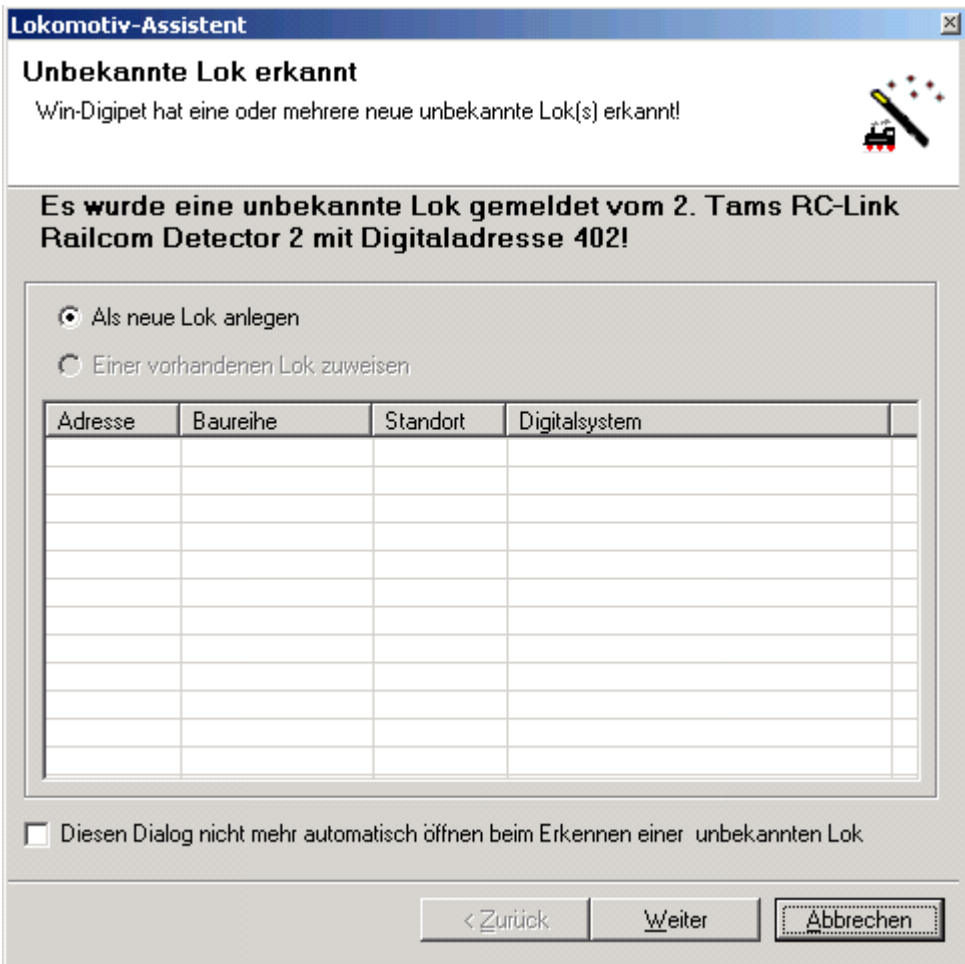 Lokomotiv-Assistent
Unbekannte Lok erkannt
Win-Digipet hat eine oder mehrere neue unbekannte Lok(s) erkannt!
Es wurde eine unbekannte Lok gemeldet vom 2. Tams RC-Link
Railcom Detector 2 mit Digitaladresse 402!
Als neue Lok anlegen
Einer vorhandenen Lok zuweisen
Adresse Baureihe Standort Digitalsystem
Diesen Dialog nicht mehr automatisch öffnen beim Erkennen einer unbekannten Lok
< Zurück Weiter Abbrechen